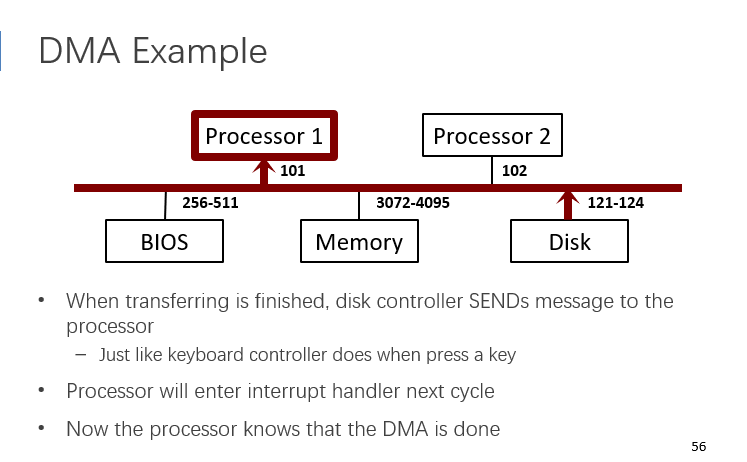 DMA Example
Processor 1
Processor 2
101
102
256-511
3072-4095
121-124
BIOS
Memory
Disk
• When transferring is finished, disk controller SENDs message to the
processor
– Just like keyboard controller does when press a key
• Processor will enter interrupt handler next cycle
• Now the processor knows that the DMA is done
56